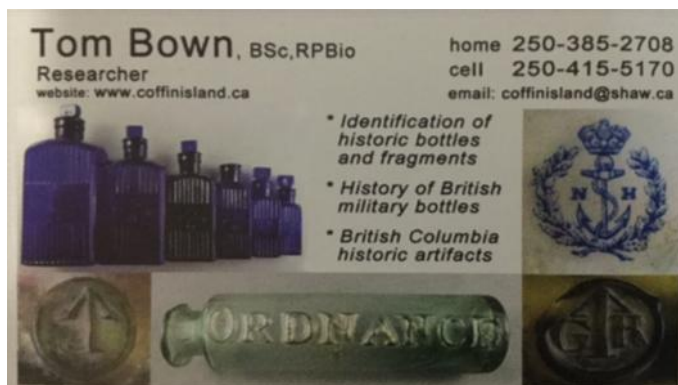 Tom Bown, BSc,RPBio
Researcher
website: www.coffinisland.ca
home 250-385-2708
cell 250-415-5170
email: coffinisland@shaw.ca
* Identification of
historic bottles
and fragments
* History of British
military bottles
* British Columbia
historic artifacts
N H
ORDNANCE
G R